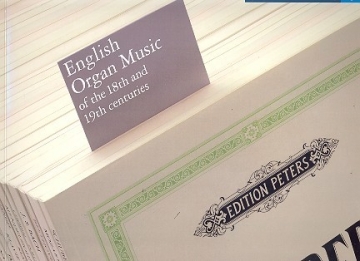 English
Organ Music
of the 18th and
19th centuries
EDITION PETERS